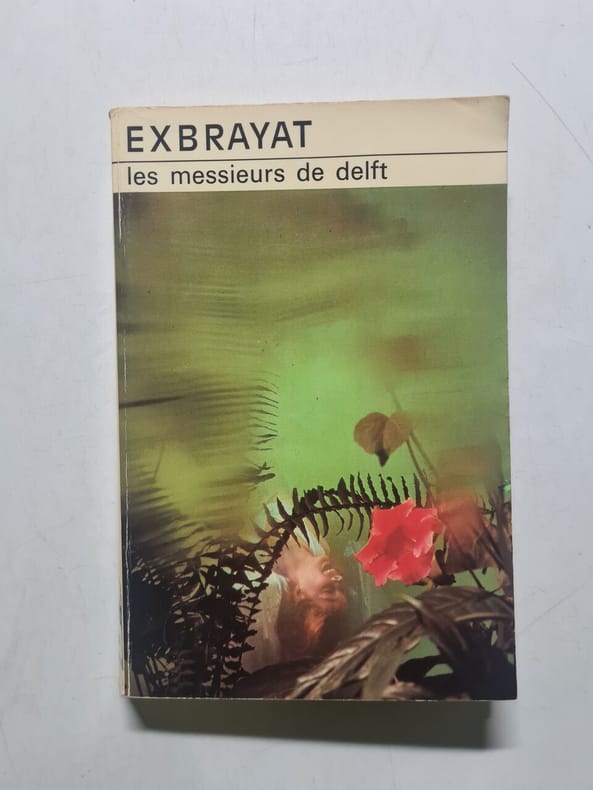 EXBRAYAT
les messieurs de delft